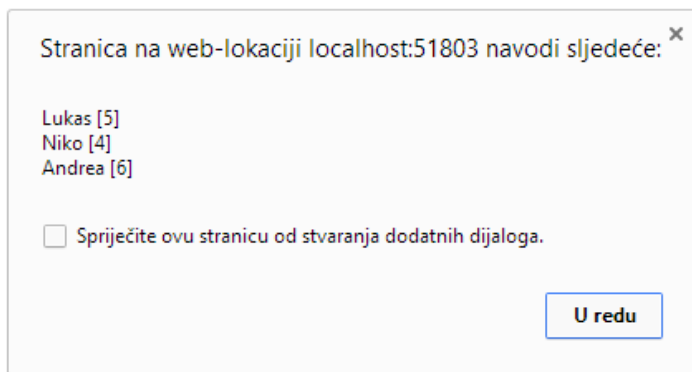 Stranica na web-lokaciji localhost:51803 navodi sljedeće:
Lukas [5]
Niko [4]
Andrea [6]
Spriječite ovu stranicu od stvaranja dodatnih dijaloga.
U redu